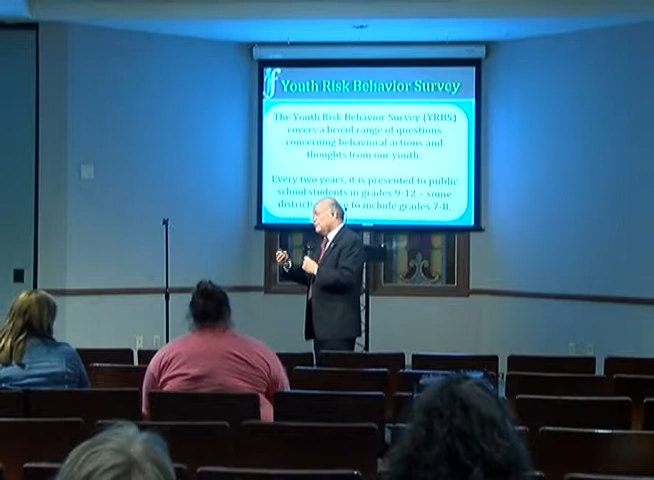 Youth Risk Behavior Survey
The Youth Risk Behavior Survey (YRBS)
covers a broad range of questions
concerning behavioral actions and
thoughts from our youth.
Every two years, it is presented to public
school students in grades 9-12 – some
to include grades 7-8.